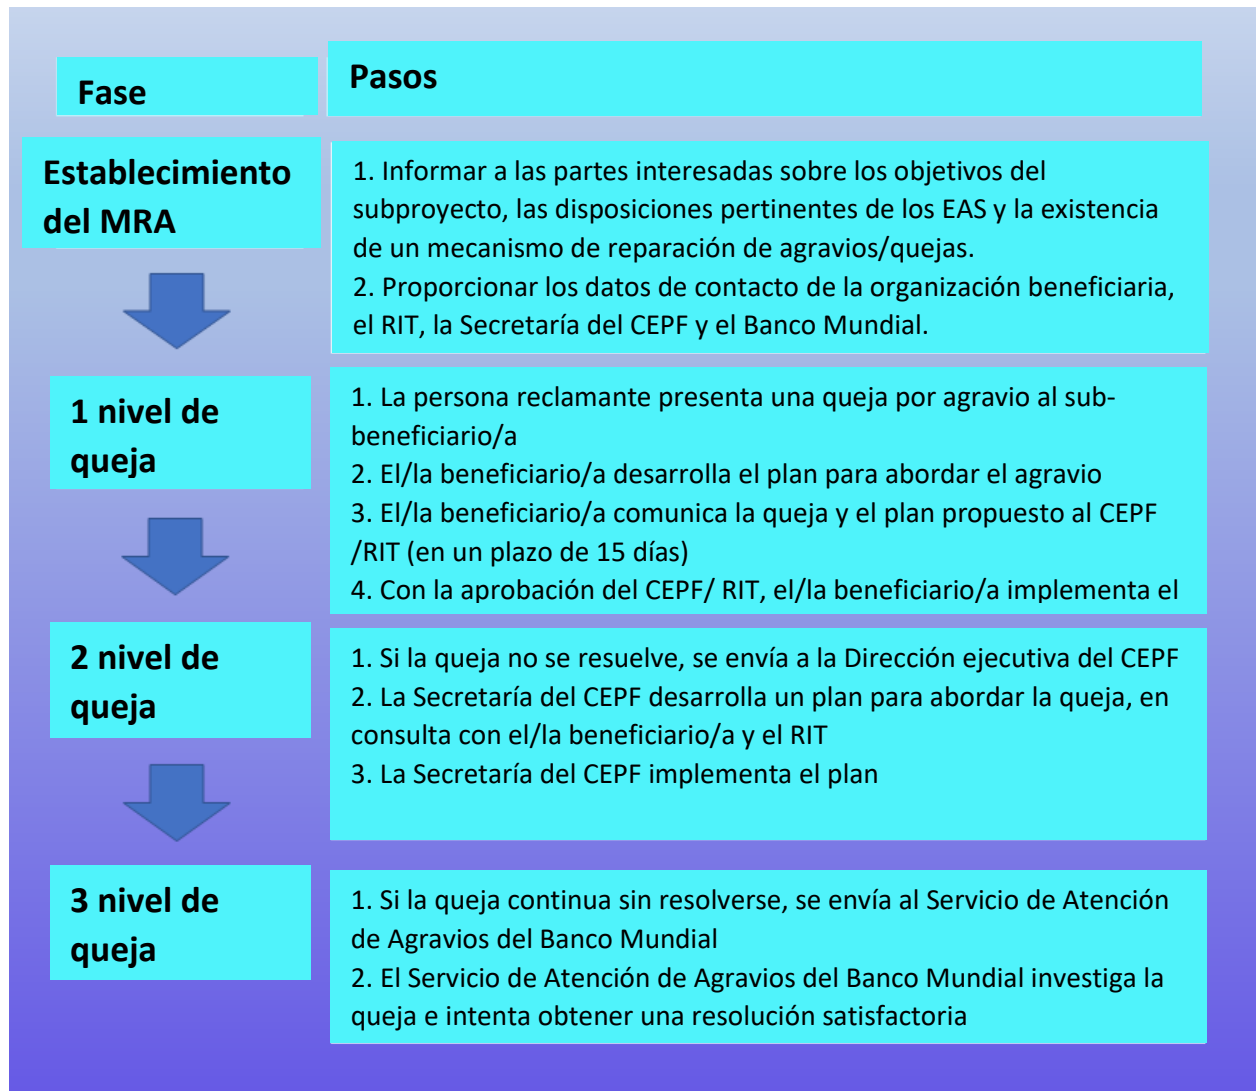 Fase
Pasos
Establecimiento
del MRA
1. Informar a las partes interesadas sobre los objetivos del
subproyecto, las disposiciones pertinentes de los EAS y la existencia
de un mecanismo de reparación de agravios/quejas.
2. Proporcionar los datos de contacto de la organización beneficiaria,
el RIT, la Secretaría del CEPF y el Banco Mundial.
1 nivel de
queja
1. La persona reclamante presenta una queja por agravio al sub-
beneficiario/a
2. El/la beneficiario/a desarrolla el plan para abordar el agravio
3. El/la beneficiario/a comunica la queja y el plan propuesto al CEPF
/RIT (en un plazo de 15 días)
4. Con la aprobación del CEPF/ RIT, el/la beneficiario/a implementa el
2 nivel de
queja
1. Si la queja no se resuelve, se envía a la Dirección ejecutiva del CEPF
2. La Secretaría del CEPF desarrolla un plan para abordar la queja, en
consulta con el/la beneficiario/a y el RIT
3. La Secretaría del CEPF implementa el plan
3 nivel de
queja
1. Si la queja continua sin resolverse, se envía al Servicio de Atención
de Agravios del Banco Mundial
2. El Servicio de Atención de Agravios del Banco Mundial investiga la
queja e intenta obtener una resolución satisfactoria